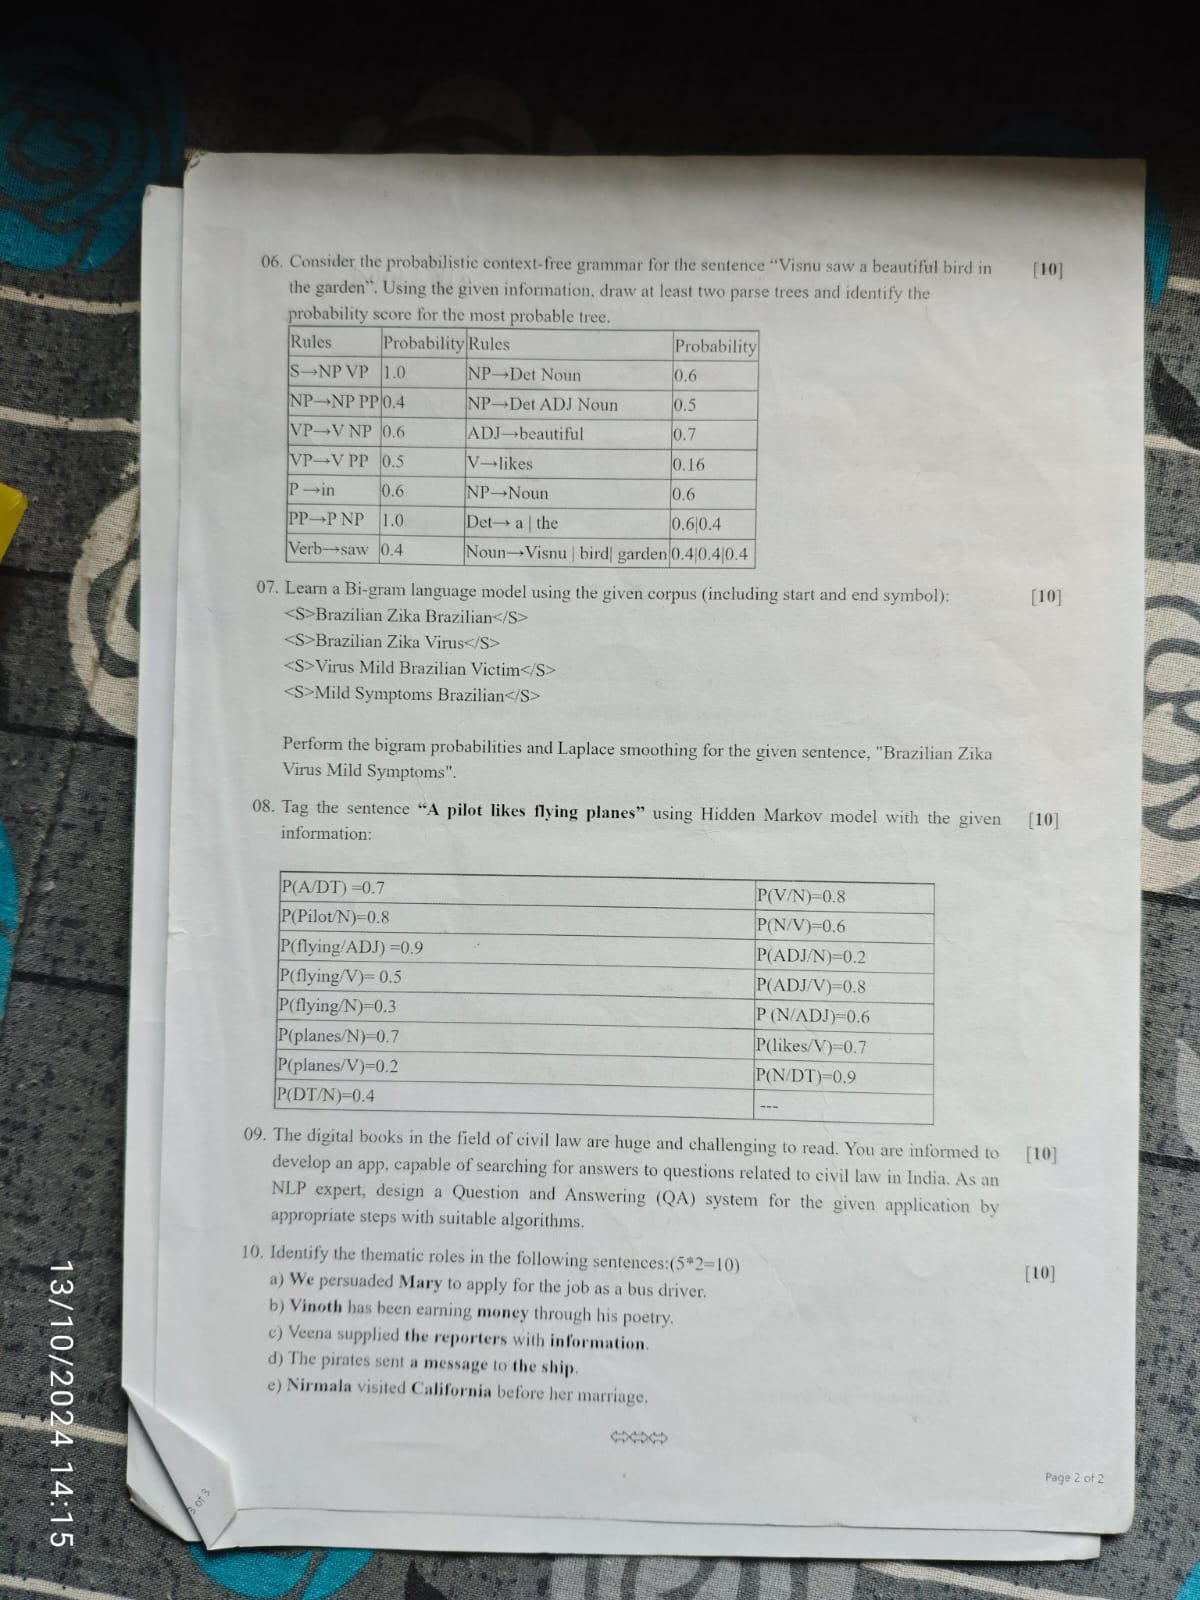 06. Consider the probabilistic context-free grammar for the sentence “Visnu saw a beautiful bird in [10]
the garden”. Using the given information, draw at least two parse trees and identify the
probability score for the most probable tree.
Rules Probability Rules Probability
S→NP VP 1.0 NP→Det Noun 0.6
NP→NP PP 0.4 NP→Det ADJ Noun 0.5
VP→V NP 0.6 ADJ→beautiful 0.7
VP→V PP 0.5 V→likes 0.16
P→in 0.6 NP→Noun 0.6
PP→P NP 1.0 Det→ a | the 0.6|0.4
Verb→saw 0.4 Noun→Visnu | bird| garden 0.4|0.4|0.4
07. Learn a Bi-gram language model using the given corpus (including start and end symbol): [10]
<S>Brazilian Zika Brazilian</S>
<S>Brazilian Zika Virus</S>
<S>Virus Mild Brazilian Victim</S>
<S>Mild Symptoms Brazilian</S>
Perform the bigram probabilities and Laplace smoothing for the given sentence, "Brazilian Zika
Virus Mild Symptoms".
08. Tag the sentence “A pilot likes flying planes” using Hidden Markov model with the given [10]
information:
P(A/DT) =0.7 P(V/N)=0.8
P(Pilot/N)=0.8 P(N/V)=0.6
P(flying/ADJ) =0.9 P(ADJ/N)=0.2
P(flying/V)= 0.5 P(ADJ/V)=0.8
P(flying/N)=0.3 P (N/ADJ)=0.6
P(planes/N)=0.7 P(likes/V)=0.7
P(planes/V)=0.2 P(N/DT)=0.9
P(DT/N)=0.4 ---
09. The digital books in the field of civil law are huge and challenging to read. You are informed to [10]
develop an app, capable of searching for answers to questions related to civil law in India. As an
NLP expert, design a Question and Answering (QA) system for the given application by
appropriate steps with suitable algorithms.
10. Identify the thematic roles in the following sentences:(5*2=10) [10]
a) We persuaded Mary to apply for the job as a bus driver.
b) Vinoth has been earning money through his poetry.
c) Veena supplied the reporters with information.
d) The pirates sent a message to the ship.
e) Nirmala visited California before her marriage.
⇔⇔⇔
Page 2 of 2
3 of 3
13/10/2024 14:15